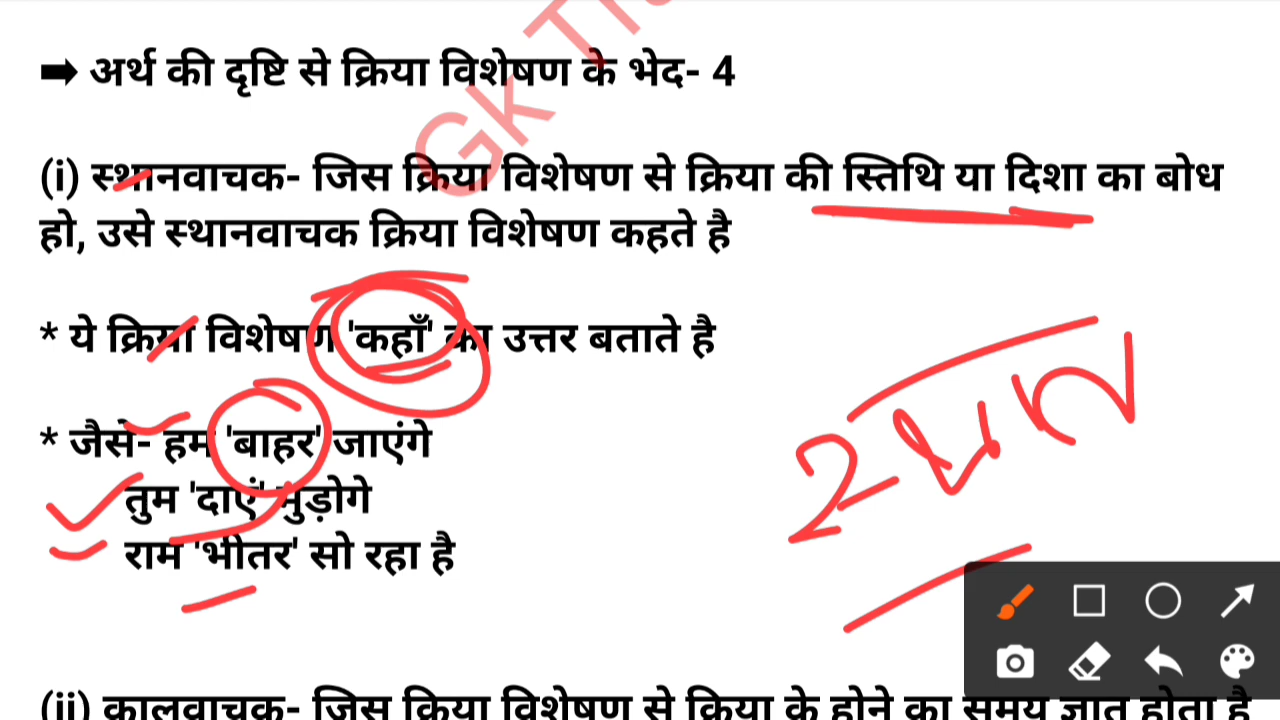 Gk
➡ अर्थ की दृष्टि से क्रिया विशेषण के भेद- 4
(i) स्थानवाचक- जिस क्रिया विशेषण से क्रिया की स्तिथि या दिशा का बोध
हो, उसे स्थानवाचक क्रिया विशेषण कहते है
* ये क्रिया विशेषण 'कहाँ' का उत्तर बताते है
* जैसे- हम 'बाहर' जाएंगे
तुम 'दाएं' मुड़ोगे
राम 'भीतर' सो रहा है
(ii) कालवाचक- जिस क्रिया विशेषण से क्रिया के होने का समय ज्ञात होता है